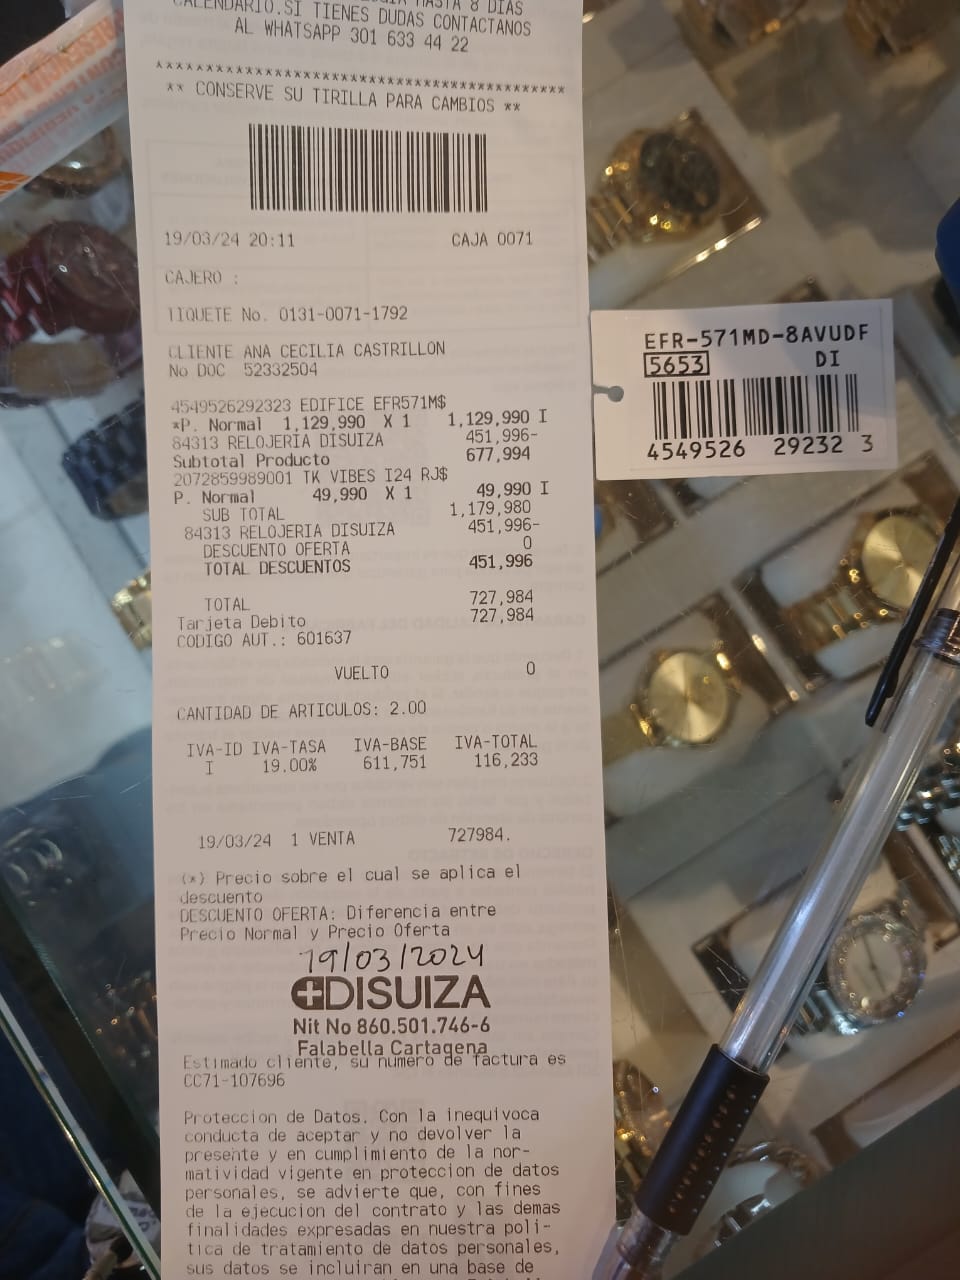 HASTA 8 DIAS
CALENDARIO.SI TIENES DUDAS CONTACTANOS
AL WHATSAPP 301 633 44 22
** CONSERVE SU TIRILLA PARA CAMBIOS **
19/03/24 20:11 CAJA 0071
CAJERO :
TIQUETE No. 0131-0071-1792
CLIENTE ANA CECILIA CASTRILLON
No DOC 52332504
4549526292323 EDIFICE EFR571M$
*P. Normal 1,129,990 X 1 1,129,990 I
84313 RELOJERIA DISUIZA 451,996-
Subtotal Producto 677,994
2072859989001 TK VIBES I24 RJ$
P. Normal 49,990 X 1 49,990 I
SUB TOTAL 1,179,980
84313 RELOJERIA DISUIZA 451,996-
DESCUENTO OFERTA 0
TOTAL DESCUENTOS 451,996
TOTAL 727,984
Tarjeta Debito 727,984
CODIGO AUT.: 601637
VUELTO 0
CANTIDAD DE ARTICULOS: 2.00
IVA-ID IVA-TASA IVA-BASE IVA-TOTAL
I 19.00% 611,751 116,233
19/03/24 1 VENTA 727984.
(*) Precio sobre el cual se aplica el
descuento
DESCUENTO OFERTA: Diferencia entre
Precio Normal y Precio Oferta
19/03/2024
DISUIZA
Nit No 860.501.746-6
Falabella Cartagena
Estimado cliente, su numero de factura es
CC71-107696
Proteccion de Datos. Con la inequivoca
conducta de aceptar y no devolver la
presente y en cumplimiento de la nor-
matividad vigente en proteccion de datos
personales, se advierte que, con fines
de la ejecucion del contrato y las demas
finalidades expresadas en nuestra poli-
tica de tratamiento de datos personales,
sus datos se incluiran en una base de
EFR-571MD-8AVUDF
5653 DI
4549526 29232 3